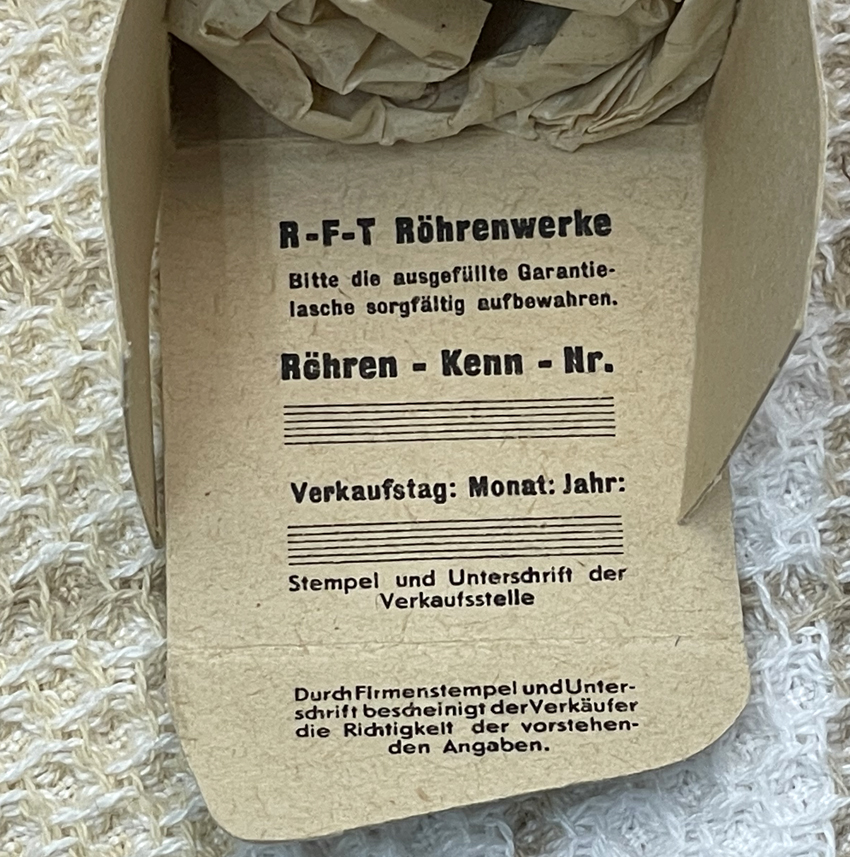 R-F-T Röhrenwerke
Bitte die ausgefüllte Garantie-
lasche sorgfältig aufbewahren.
Röhren - Kenn - Nr.
Verkaufstag: Monat: Jahr:
Stempel und Unterschrift der
Verkaufsstelle
Durch Firmenstempel und Unter-
schrift bescheinigt der Verkäufer
die Richtigkeit der vorstehen-
den Angaben.